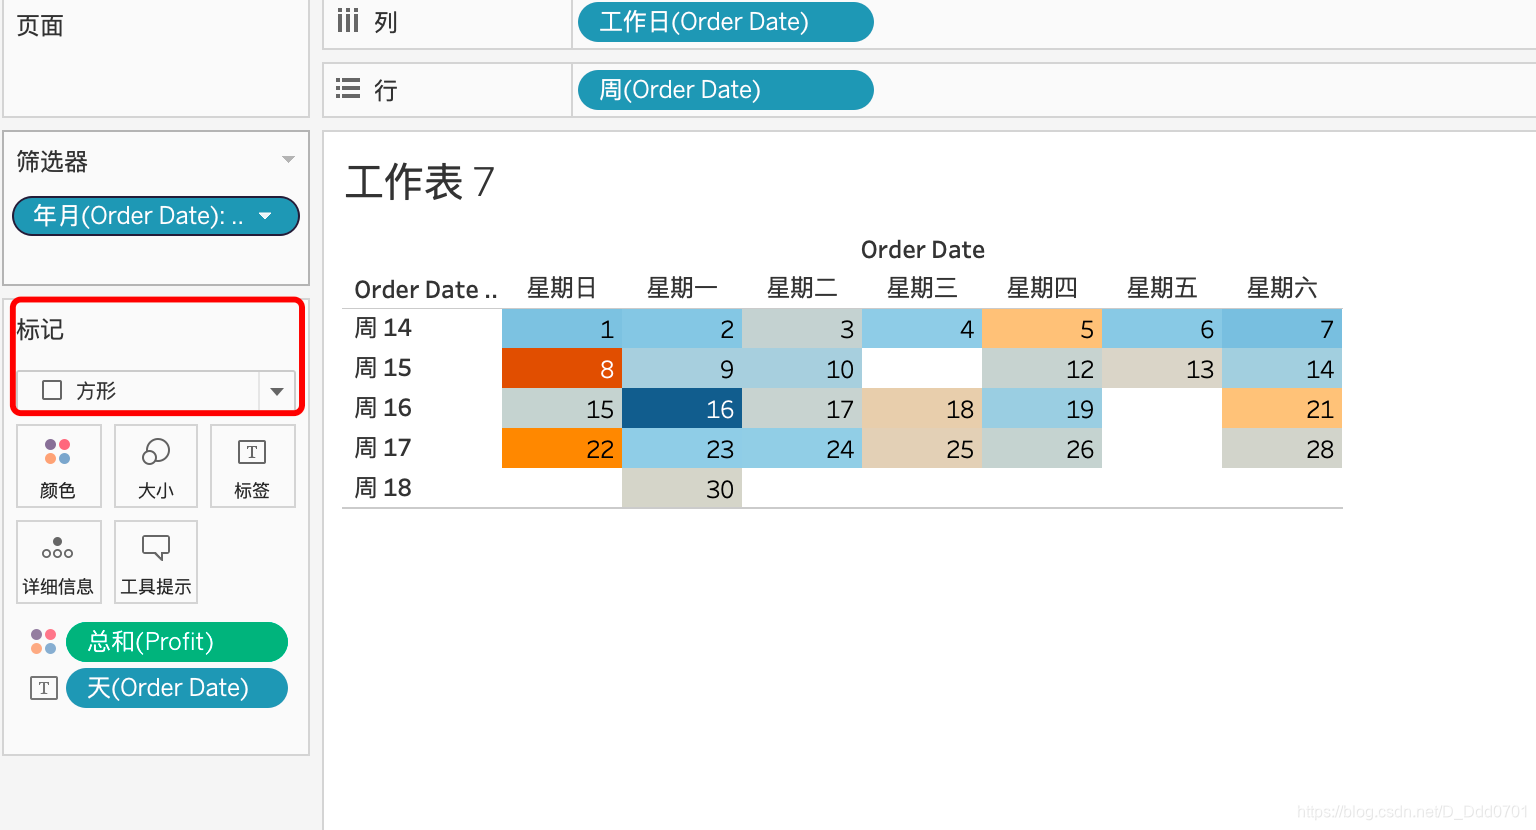 页面
列
工作日(Order Date)
行
周(Order Date)
筛选器
年月(Order Date): ..
标记
方形
颜色
大小
标签
详细信息
工具提示
总和(Profit)
天(Order Date)
工作表 7
Order Date
Order Date .. 星期日 星期一 星期二 星期三 星期四 星期五 星期六
周 14 1 2 3 4 5 6 7
周 15 8 9 10 12 13 14
周 16 15 16 17 18 19 21
周 17 22 23 24 25 26 28
周 18 30
https://blog.csdn.net/D_Ddd0701